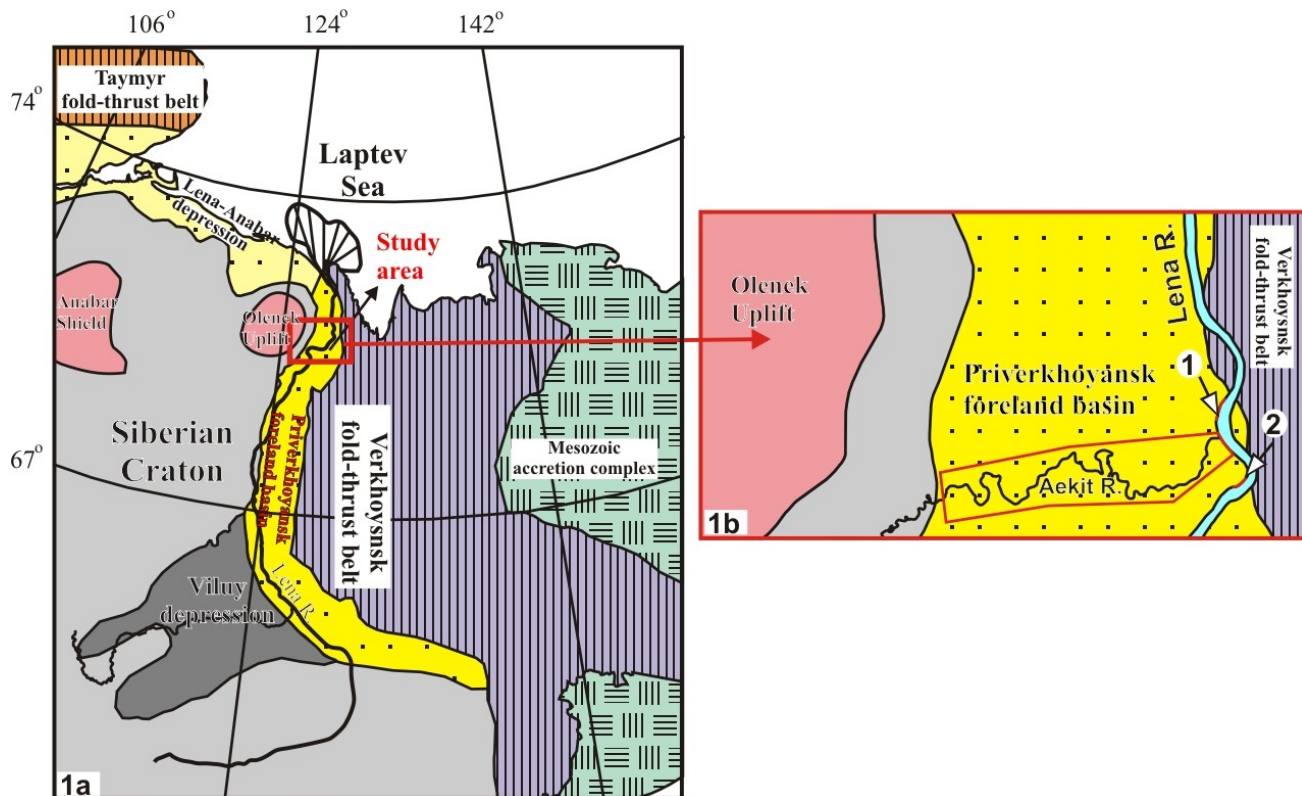 106°
124°
142°
74°
67°
Taymyr
fold-thrust belt
Laptev
Sea
Lena-Anabar
depression
Study
area
Anabar
Shield
Olenek
Uplift
Siberian
Craton
Priverkhoyansk
foreland basin
Verkhoysnsk
fold-thrust belt
Mesozoic
accretion complex
Viluy
depression
Lena R.
1a
Olenek
Uplift
Lena R.
Verkhoysnsk
fold-thrust belt
1
Priverkhoyansk
foreland basin
2
Aekit R.
1b